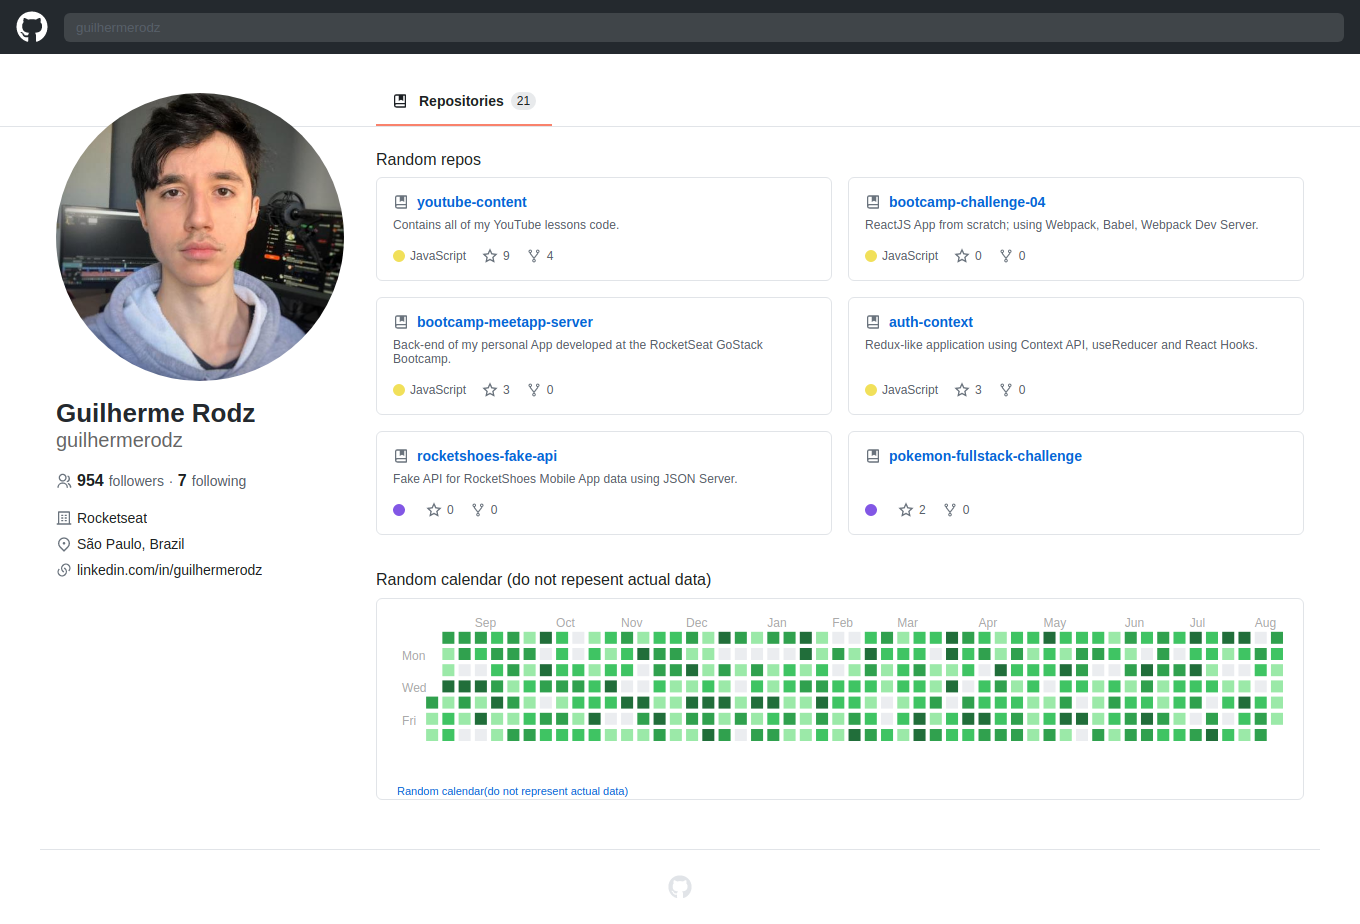 guilhermerodz
Repositories 21
Guilherme Rodz
guilhermerodz
954 followers · 7 following
Rocketseat
São Paulo, Brazil
linkedin.com/in/guilhermerodz
Random repos
youtube-content
Contains all of my YouTube lessons code.
JavaScript 9 4
bootcamp-challenge-04
ReactJS App from scratch; using Webpack, Babel, Webpack Dev Server.
JavaScript 0 0
bootcamp-meetapp-server
Back-end of my personal App developed at the RocketSeat GoStack
Bootcamp.
JavaScript 3 0
auth-context
Redux-like application using Context API, useReducer and React Hooks.
JavaScript 3 0
rocketshoes-fake-api
Fake API for RocketShoes Mobile App data using JSON Server.
0 0
pokemon-fullstack-challenge
2 0
Random calendar (do not repesent actual data)
Sep Oct Nov Dec Jan Feb Mar Apr May Jun Jul Aug
Mon
Wed
Fri
Random calendar(do not represent actual data)